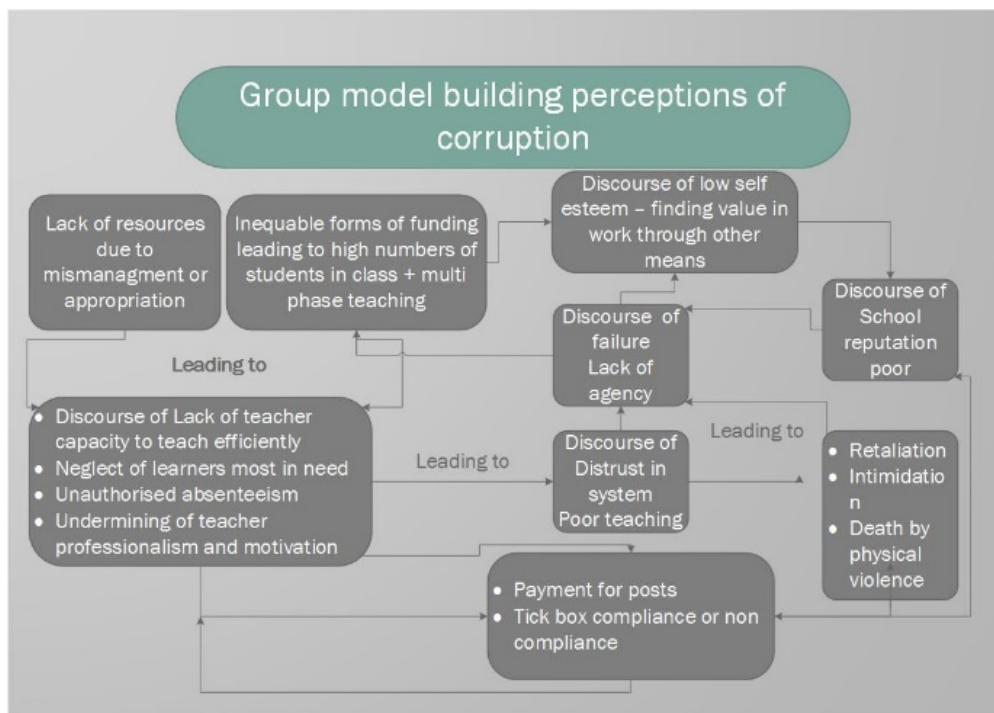 Group model building perceptions of
corruption
Lack of resources
due to
mismanagment or
appropriation
Inequable forms of funding
leading to high numbers of
students in class + multi
phase teaching
Discourse of low self
esteem – finding value in
work through other
means
Discourse of
School
reputation
poor
Discourse of
failure
Lack of
agency
Leading to
• Discourse of Lack of teacher
capacity to teach efficiently
• Neglect of learners most in need
• Unauthorised absenteeism
• Undermining of teacher
professionalism and motivation
Leading to
Discourse of
Distrust in
system
Poor teaching
Leading to
• Retaliation
• Intimidatio
n
• Death by
physical
violence
• Payment for posts
• Tick box compliance or non
compliance